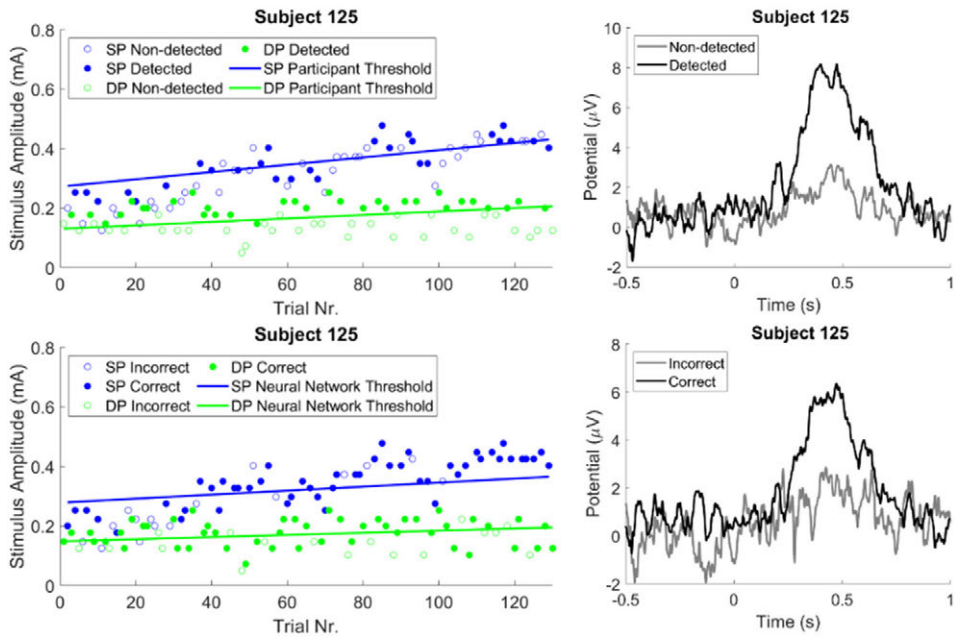 Subject 125
Stimulus Amplitude (mA)
0.8
0.6
0.4
0.2
0
SP Non-detected
DP Detected
SP Detected
SP Participant Threshold
DP Non-detected
DP Participant Threshold
0 20 40 60 80 100 120
Trial Nr.
Subject 125
Potential (μV)
10
8
6
4
2
0
-2
Non-detected
Detected
-0.5 0 0.5 1
Time (s)
Subject 125
Stimulus Amplitude (mA)
0.8
0.6
0.4
0.2
0
SP Incorrect
DP Correct
SP Correct
SP Neural Network Threshold
DP Incorrect
DP Neural Network Threshold
0 20 40 60 80 100 120
Trial Nr.
Subject 125
Potential (μV)
8
6
4
2
0
-2
Incorrect
Correct
-0.5 0 0.5 1
Time (s)